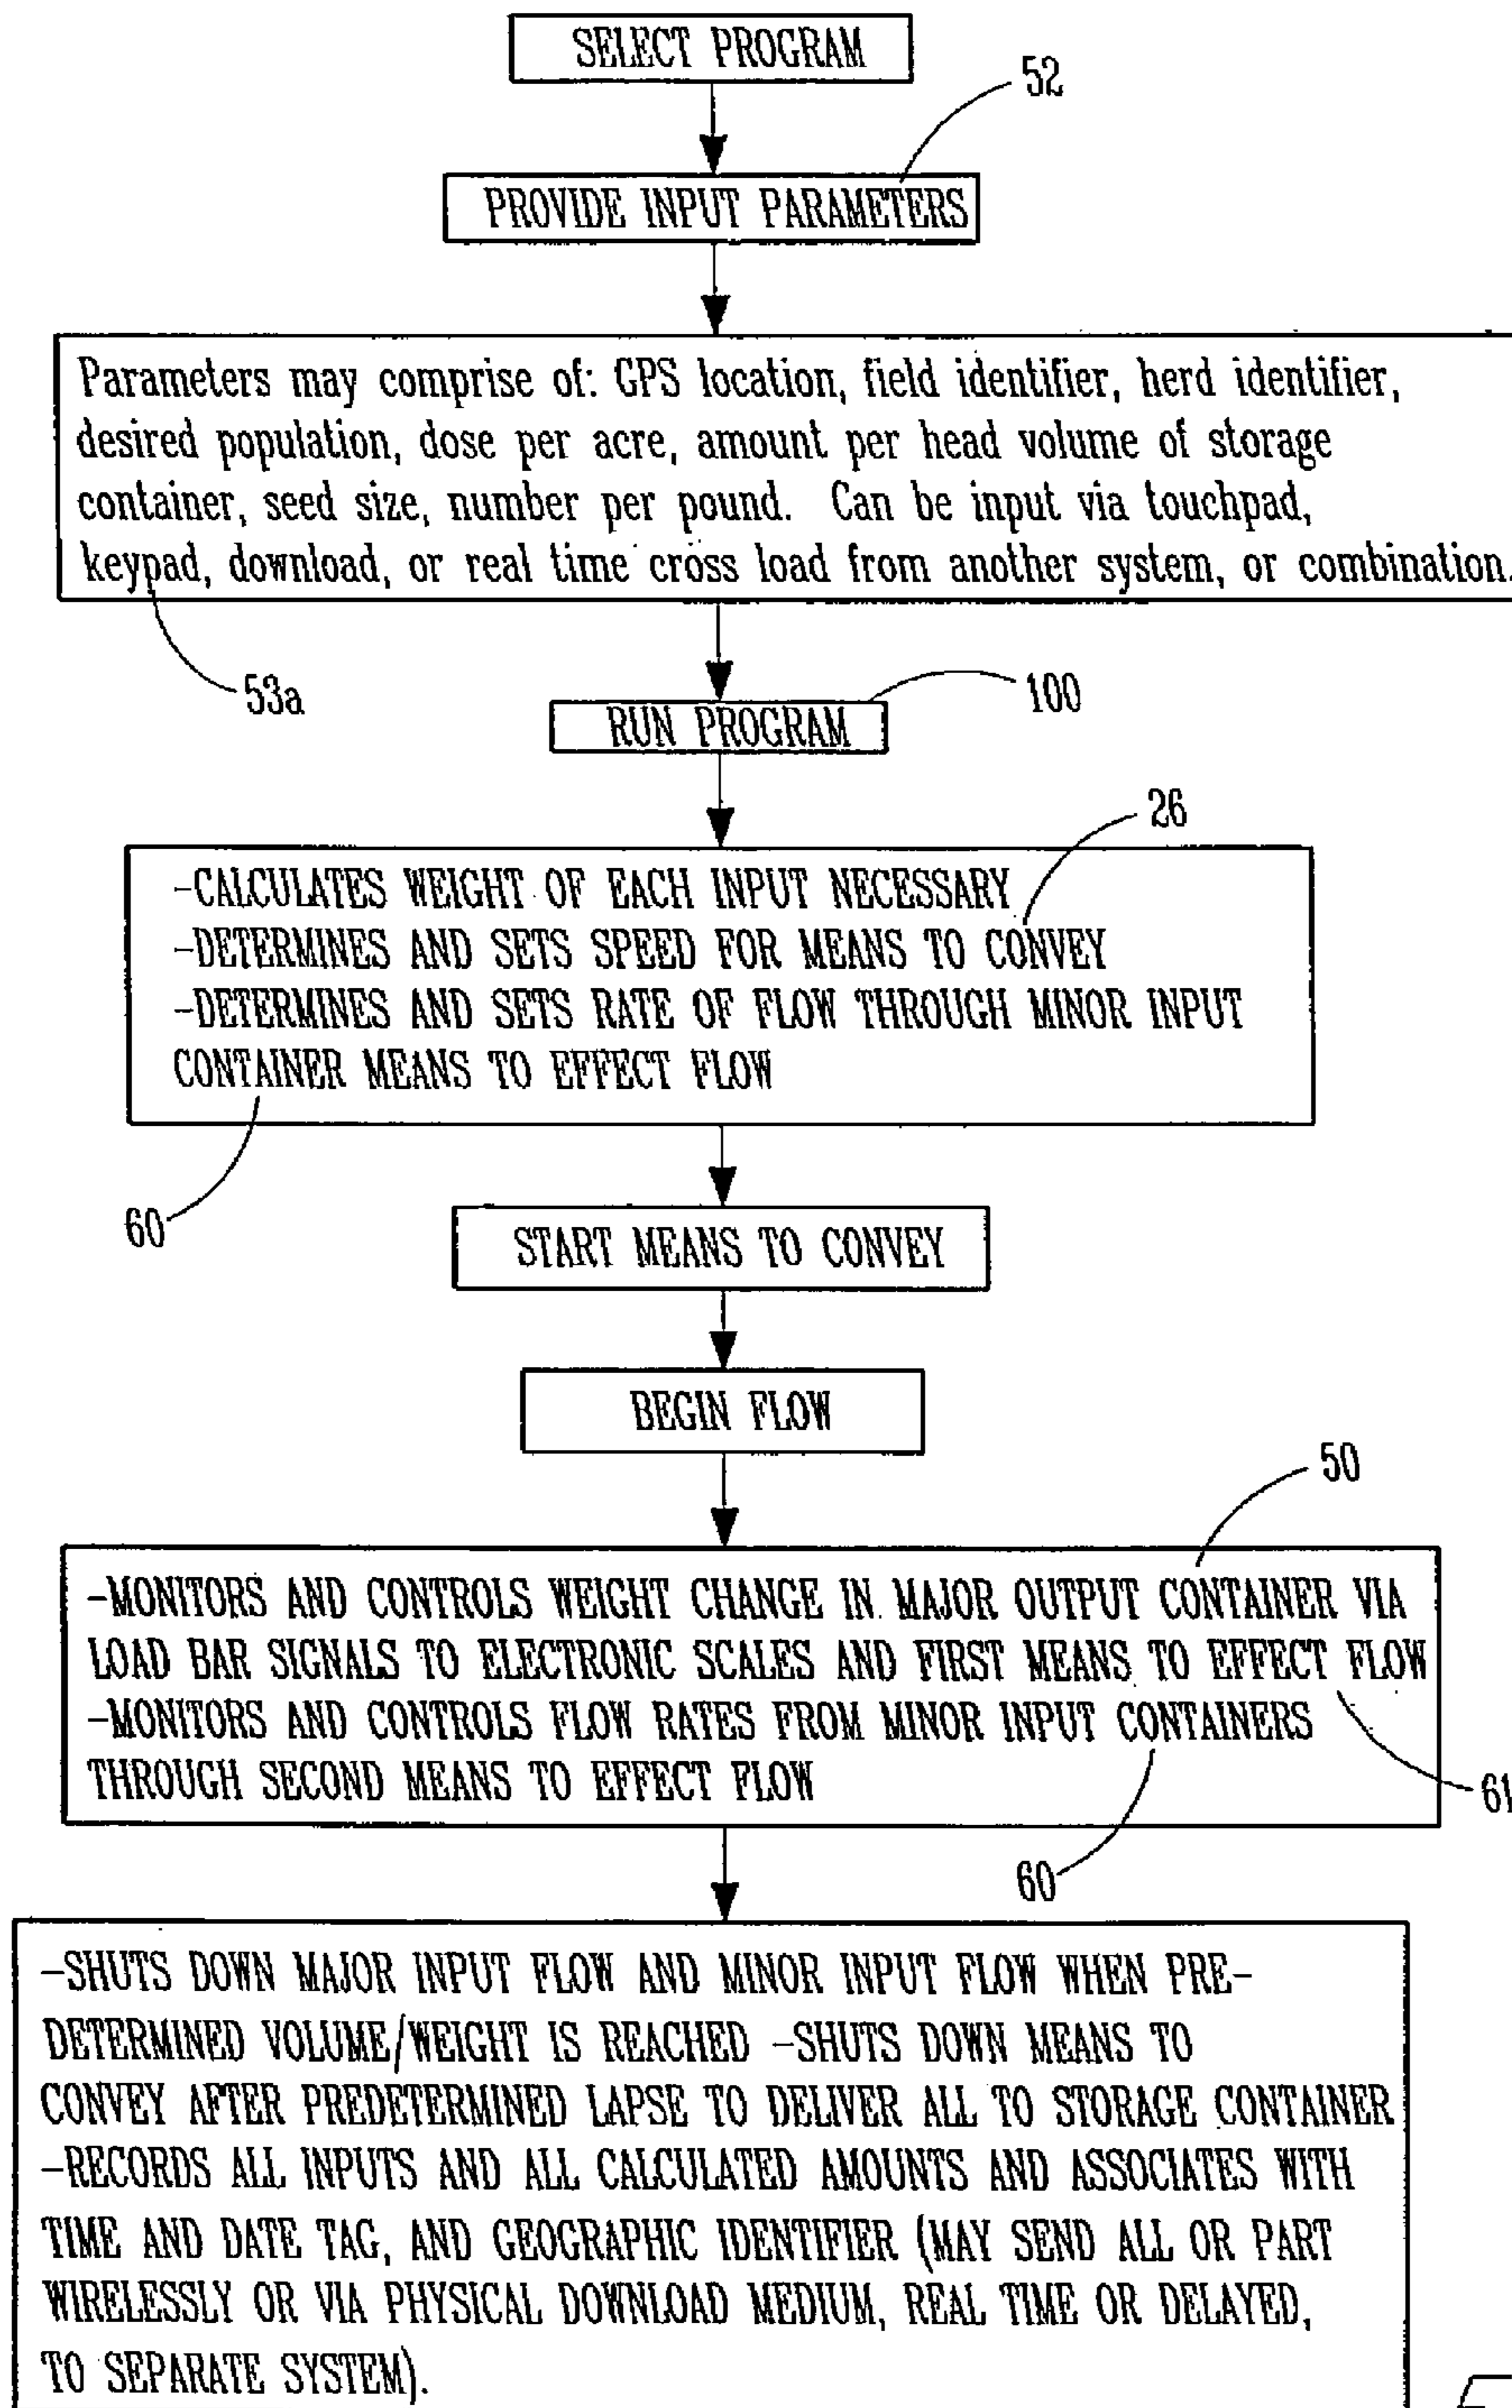 SELECT PROGRAM
52
PROVIDE INPUT PARAMETERS
Parameters may comprise of: GPS location, field identifier, herd identifier,
desired population, dose per acre, amount per head volume of storage
container, seed size, number per pound. Can be input via touchpad,
keypad, download, or real time cross load from another system, or combination.
53a
100
RUN PROGRAM
26
-CALCULATES WEIGHT OF EACH INPUT NECESSARY
-DETERMINES AND SETS SPEED FOR MEANS TO CONVEY
-DETERMINES AND SETS RATE OF FLOW THROUGH MINOR INPUT
CONTAINER MEANS TO EFFECT FLOW
60
START MEANS TO CONVEY
BEGIN FLOW
50
-MONITORS AND CONTROLS WEIGHT CHANGE IN MAJOR OUTPUT CONTAINER VIA
LOAD BAR SIGNALS TO ELECTRONIC SCALES AND FIRST MEANS TO EFFECT FLOW
-MONITORS AND CONTROLS FLOW RATES FROM MINOR INPUT CONTAINERS
THROUGH SECOND MEANS TO EFFECT FLOW
61
60
-SHUTS DOWN MAJOR INPUT FLOW AND MINOR INPUT FLOW WHEN PRE-
DETERMINED VOLUME/WEIGHT IS REACHED -SHUTS DOWN MEANS TO
CONVEY AFTER PREDETERMINED LAPSE TO DELIVER ALL TO STORAGE CONTAINER
-RECORDS ALL INPUTS AND ALL CALCULATED AMOUNTS AND ASSOCIATES WITH
TIME AND DATE TAG, AND GEOGRAPHIC IDENTIFIER (MAY SEND ALL OR PART
WIRELESSLY OR VIA PHYSICAL DOWNLOAD MEDIUM, REAL TIME OR DELAYED,
TO SEPARATE SYSTEM).